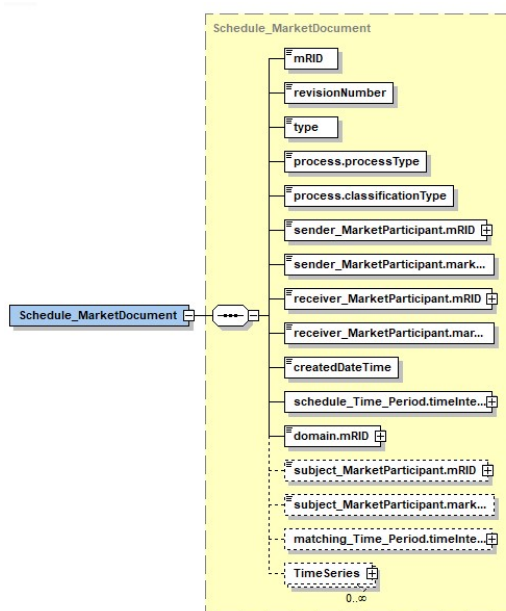 Schedule_MarketDocument
mRID
revisionNumber
type
process.processType
process.classificationType
sender_MarketParticipant.mRID
sender_MarketParticipant.mark...
receiver_MarketParticipant.mRID
Schedule_MarketDocument
receiver_MarketParticipant.mar...
createdDateTime
schedule_Time_Period.timeInte...
domain.mRID
subject_MarketParticipant.mRID
subject_MarketParticipant.mark...
matching_Time_Period.timeInte...
TimeSeries
0..∞